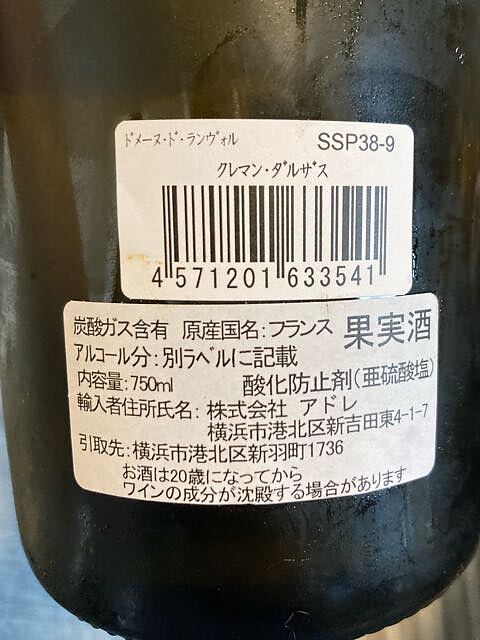 ドメーヌ・ド・ランヴォル SSP38-9
クレマン・ダルザス
4 571201 633541
炭酸ガス含有 原産国名：フランス 果実酒
アルコール分：別ラベルに記載
内容量：750ml 酸化防止剤（亜硫酸塩）
輸入者住所氏名：株式会社 アドレ
横浜市港北区新吉田東4-1-7
引取先：横浜市港北区新羽町1736
お酒は20歳になってから
ワインの成分が沈殿する場合があります